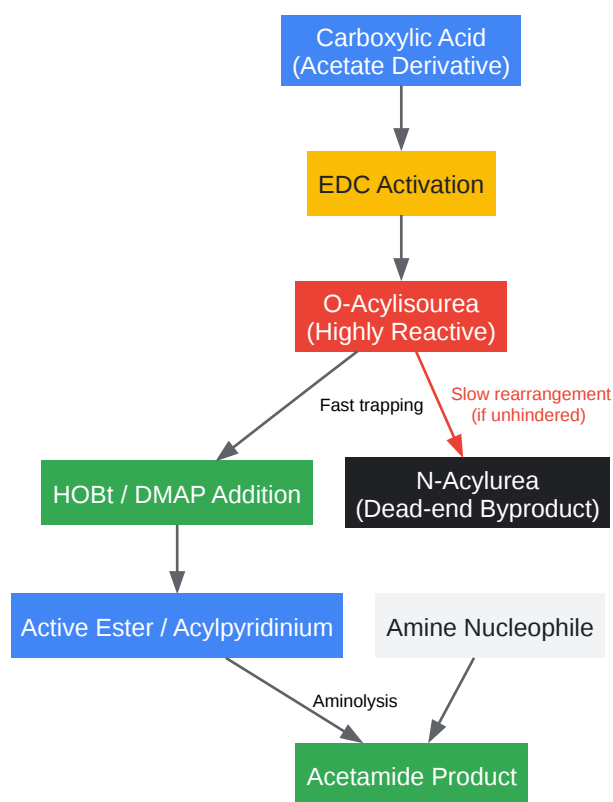 Carboxylic Acid
(Acetate Derivative)
EDC Activation
O-Acylisourea
(Highly Reactive)
Fast trapping
Slow rearrangement
(if unhindered)
HOBt / DMAP Addition
N-Acylurea
(Dead-end Byproduct)
Active Ester / Acylpyridinium
Amine Nucleophile
Aminolysis
Acetamide Product